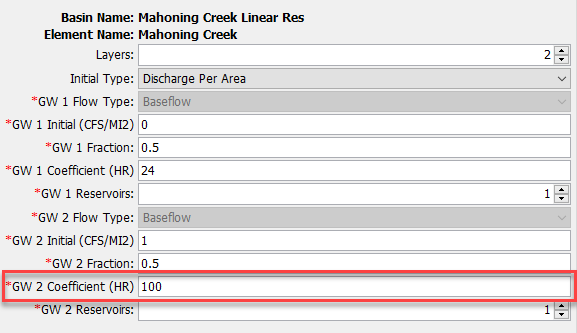 Basin Name: Mahoning Creek Linear Res
Element Name: Mahoning Creek
Layers: 2
Initial Type: Discharge Per Area
*GW 1 Flow Type: Baseflow
*GW 1 Initial (CFS/MI2) 0
*GW 1 Fraction: 0.5
*GW 1 Coefficient (HR) 24
*GW 1 Reservoirs: 1
*GW 2 Flow Type: Baseflow
*GW 2 Initial (CFS/MI2) 1
*GW 2 Fraction: 0.5
*GW 2 Coefficient (HR) 100
*GW 2 Reservoirs: 1